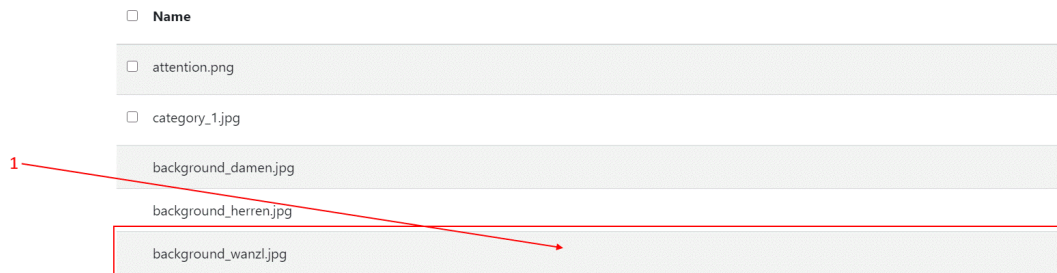 Name
attention.png
category_1.jpg
background_damen.jpg
1
background_herren.jpg
background_wanzl.jpg